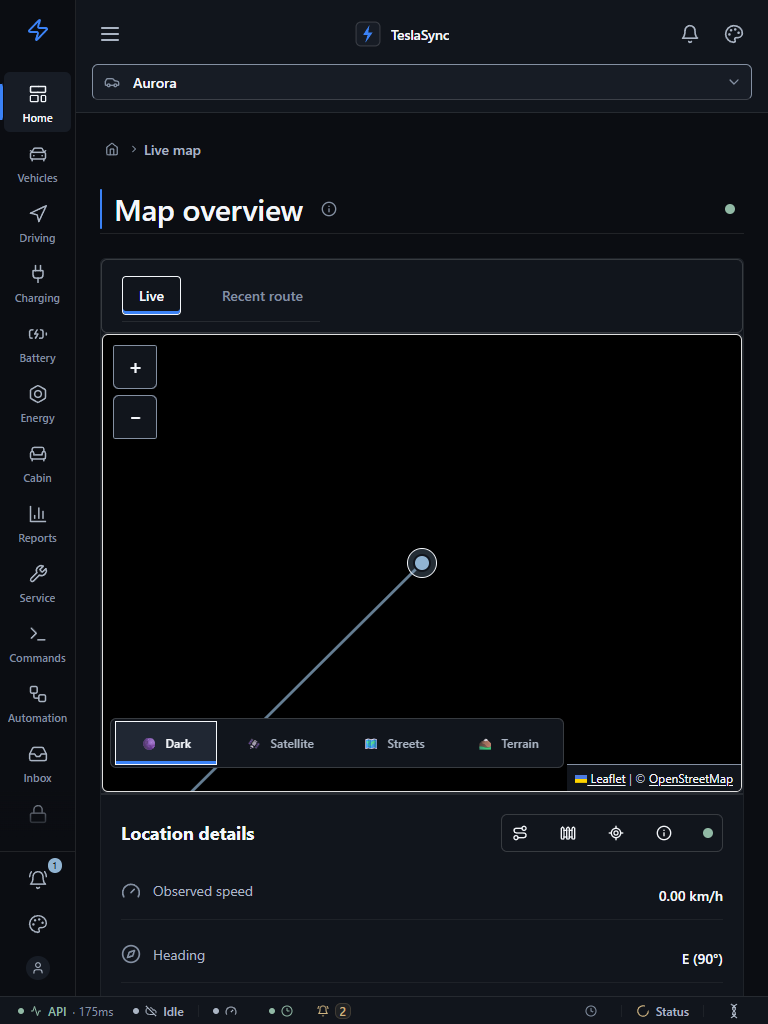 TeslaSync
Aurora
Home
Vehicles
Driving
Charging
Battery
Energy
Cabin
Reports
Service
Commands
Automation
Inbox
1
Live map
Map overview
Live
Recent route
+
−
Dark
Satellite
Streets
Terrain
Leaflet | © OpenStreetMap
Location details
Observed speed
0.00 km/h
Heading
E (90°)
API · 175ms
Idle
2
Status